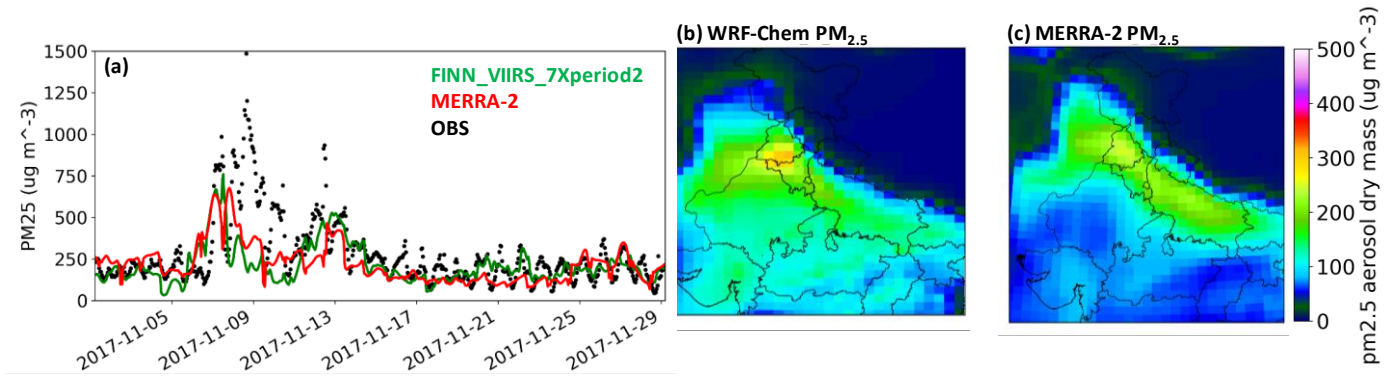 (b) WRF-Chem PM2.5
(c) MERRA-2 PM2.5
(a)
FINN_VIIRS_7Xperiod2
MERRA-2
OBS
PM25 (ug m^-3)
1500
1250
1000
750
500
250
0
2017-11-05
2017-11-09
2017-11-13
2017-11-17
2017-11-21
2017-11-25
2017-11-29
500
400
300
200
100
0
pm2.5 aerosol dry mass (ug m^-3)